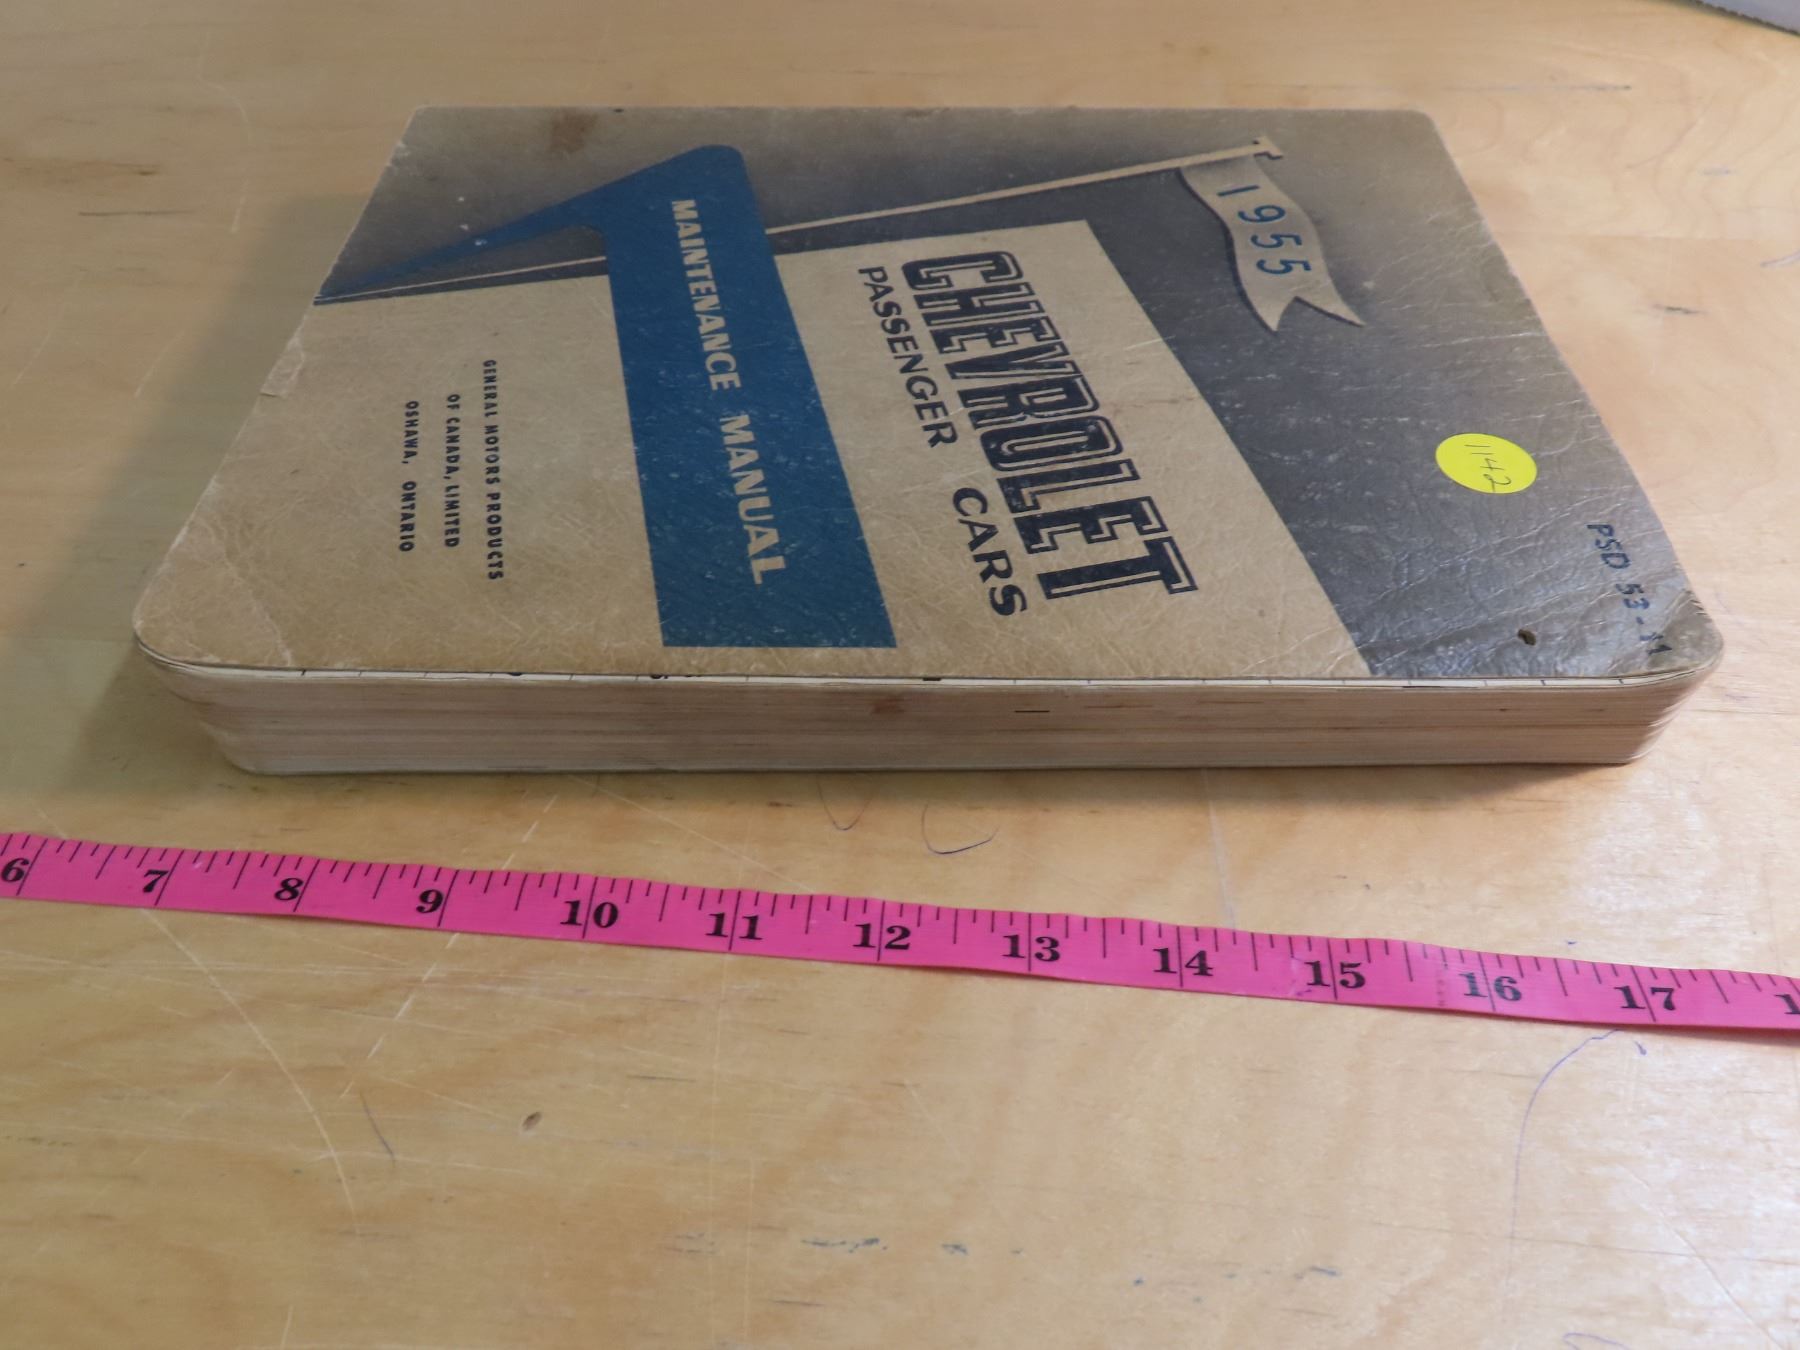 1955
CHEVROLET
PASSENGER CARS
MAINTENANCE MANUAL
GENERAL MOTORS PRODUCTS
OF CANADA, LIMITED
OSHAWA, ONTARIO
1142
PSD 53-11
6 7 8 9 10 11 12 13 14 15 16 17